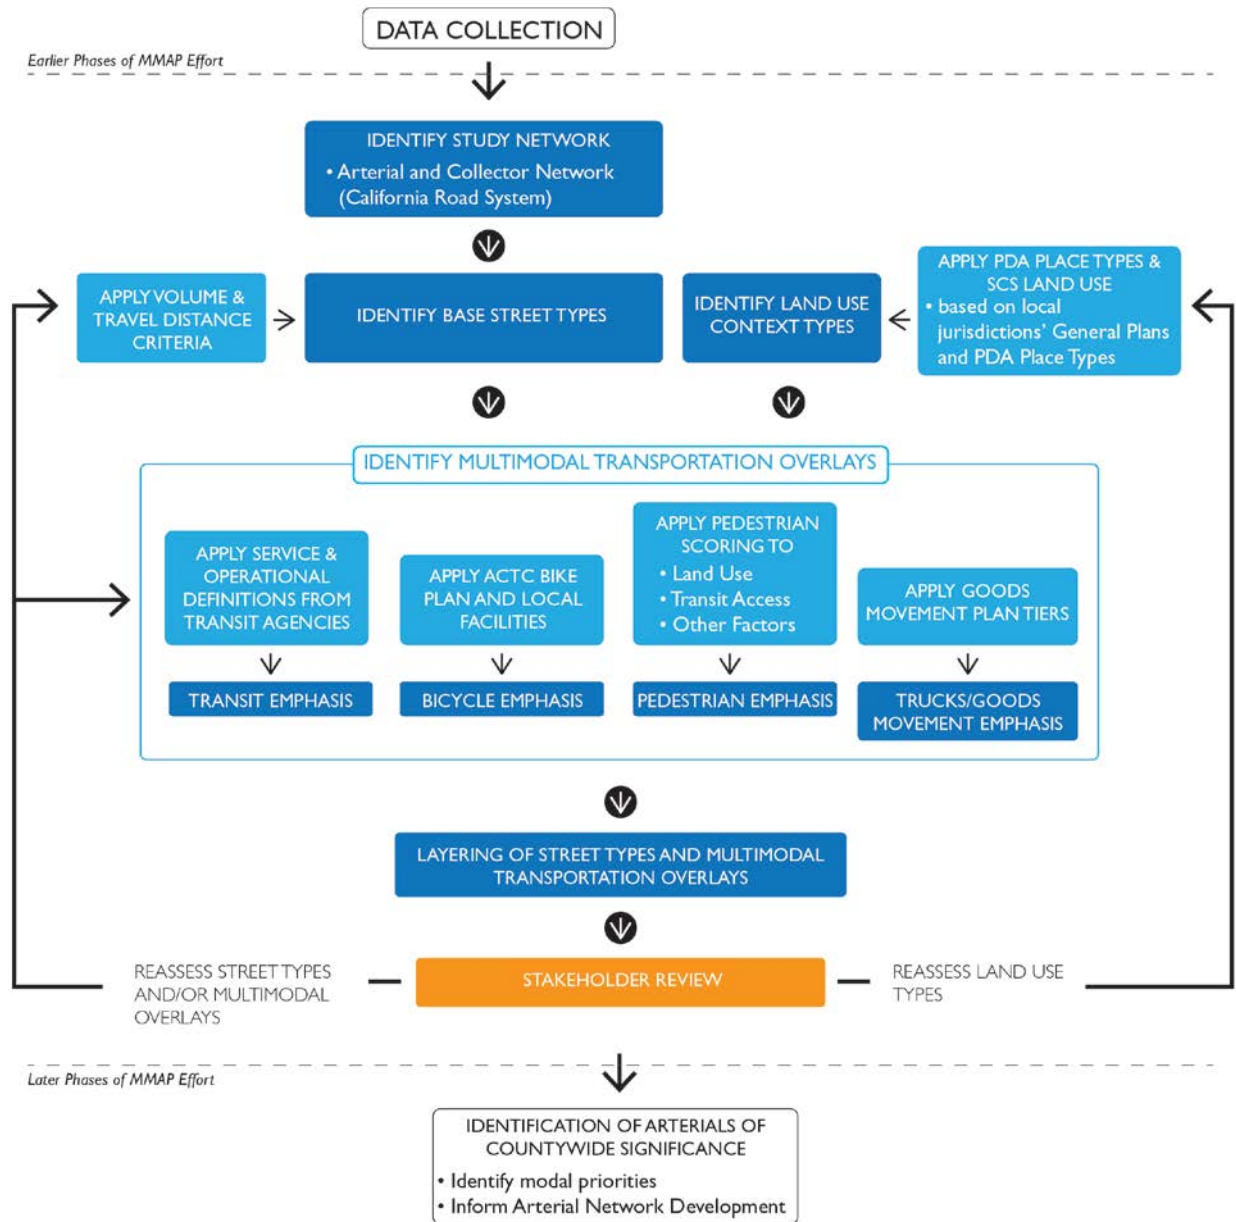 DATA COLLECTION
Earlier Phases of MMAP Effort
IDENTIFY STUDY NETWORK
• Arterial and Collector Network
(California Road System)
APPLY VOLUME &
TRAVEL DISTANCE
CRITERIA
IDENTIFY BASE STREET TYPES
IDENTIFY LAND USE
CONTEXT TYPES
APPLY PDA PLACE TYPES &
SCS LAND USE
• based on local
jurisdictions' General Plans
and PDA Place Types
IDENTIFY MULTIMODAL TRANSPORTATION OVERLAYS
APPLY SERVICE &
OPERATIONAL
DEFINITIONS FROM
TRANSIT AGENCIES
TRANSIT EMPHASIS
APPLY ACTC BIKE
PLAN AND LOCAL
FACILITIES
BICYCLE EMPHASIS
APPLY PEDESTRIAN
SCORING TO
• Land Use
• Transit Access
• Other Factors
PEDESTRIAN EMPHASIS
APPLY GOODS
MOVEMENT PLAN TIERS
TRUCKS/GOODS
MOVEMENT EMPHASIS
LAYERING OF STREET TYPES AND MULTIMODAL
TRANSPORTATION OVERLAYS
REASSESS STREET TYPES
AND/OR MULTIMODAL
OVERLAYS
STAKEHOLDER REVIEW
REASSESS LAND USE
TYPES
Later Phases of MMAP Effort
IDENTIFICATION OF ARTERIALS OF
COUNTYWIDE SIGNIFICANCE
• Identify modal priorities
• Inform Arterial Network Development